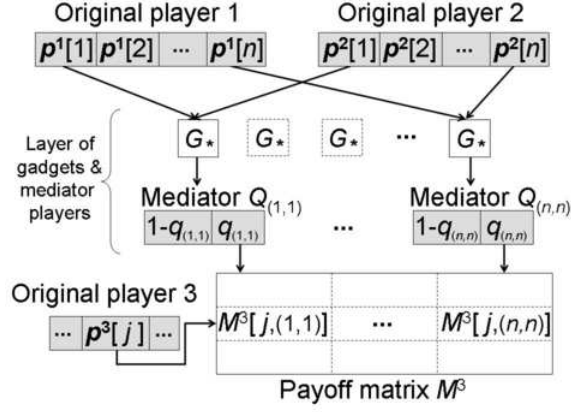 Original player 1 Original player 2
p¹[1] p¹[2] ··· p¹[n] p²[1] p²[2] ··· p²[n]
Layer of
gadgets &
mediator
players
G* G* G* ··· G*
Mediator Q(1,1) Mediator Q(n,n)
1-q(1,1) q(1,1) ··· 1-q(n,n) q(n,n)
Original player 3
··· p³[j] ···
M³[j,(1,1)] ··· M³[j,(n,n)]
Payoff matrix M³